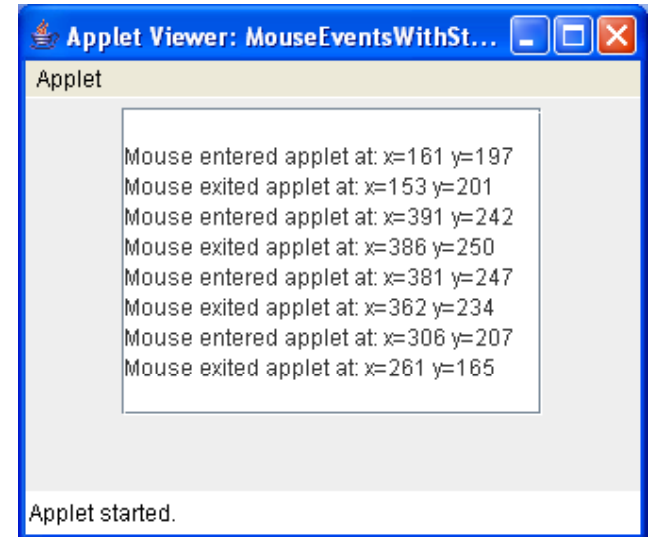 Applet Viewer: MouseEventsWithSt...
Applet
Mouse entered applet at: x=161 y=197
Mouse exited applet at: x=153 y=201
Mouse entered applet at: x=391 y=242
Mouse exited applet at: x=386 y=250
Mouse entered applet at: x=381 y=247
Mouse exited applet at: x=362 y=234
Mouse entered applet at: x=306 y=207
Mouse exited applet at: x=261 y=165
Applet started.